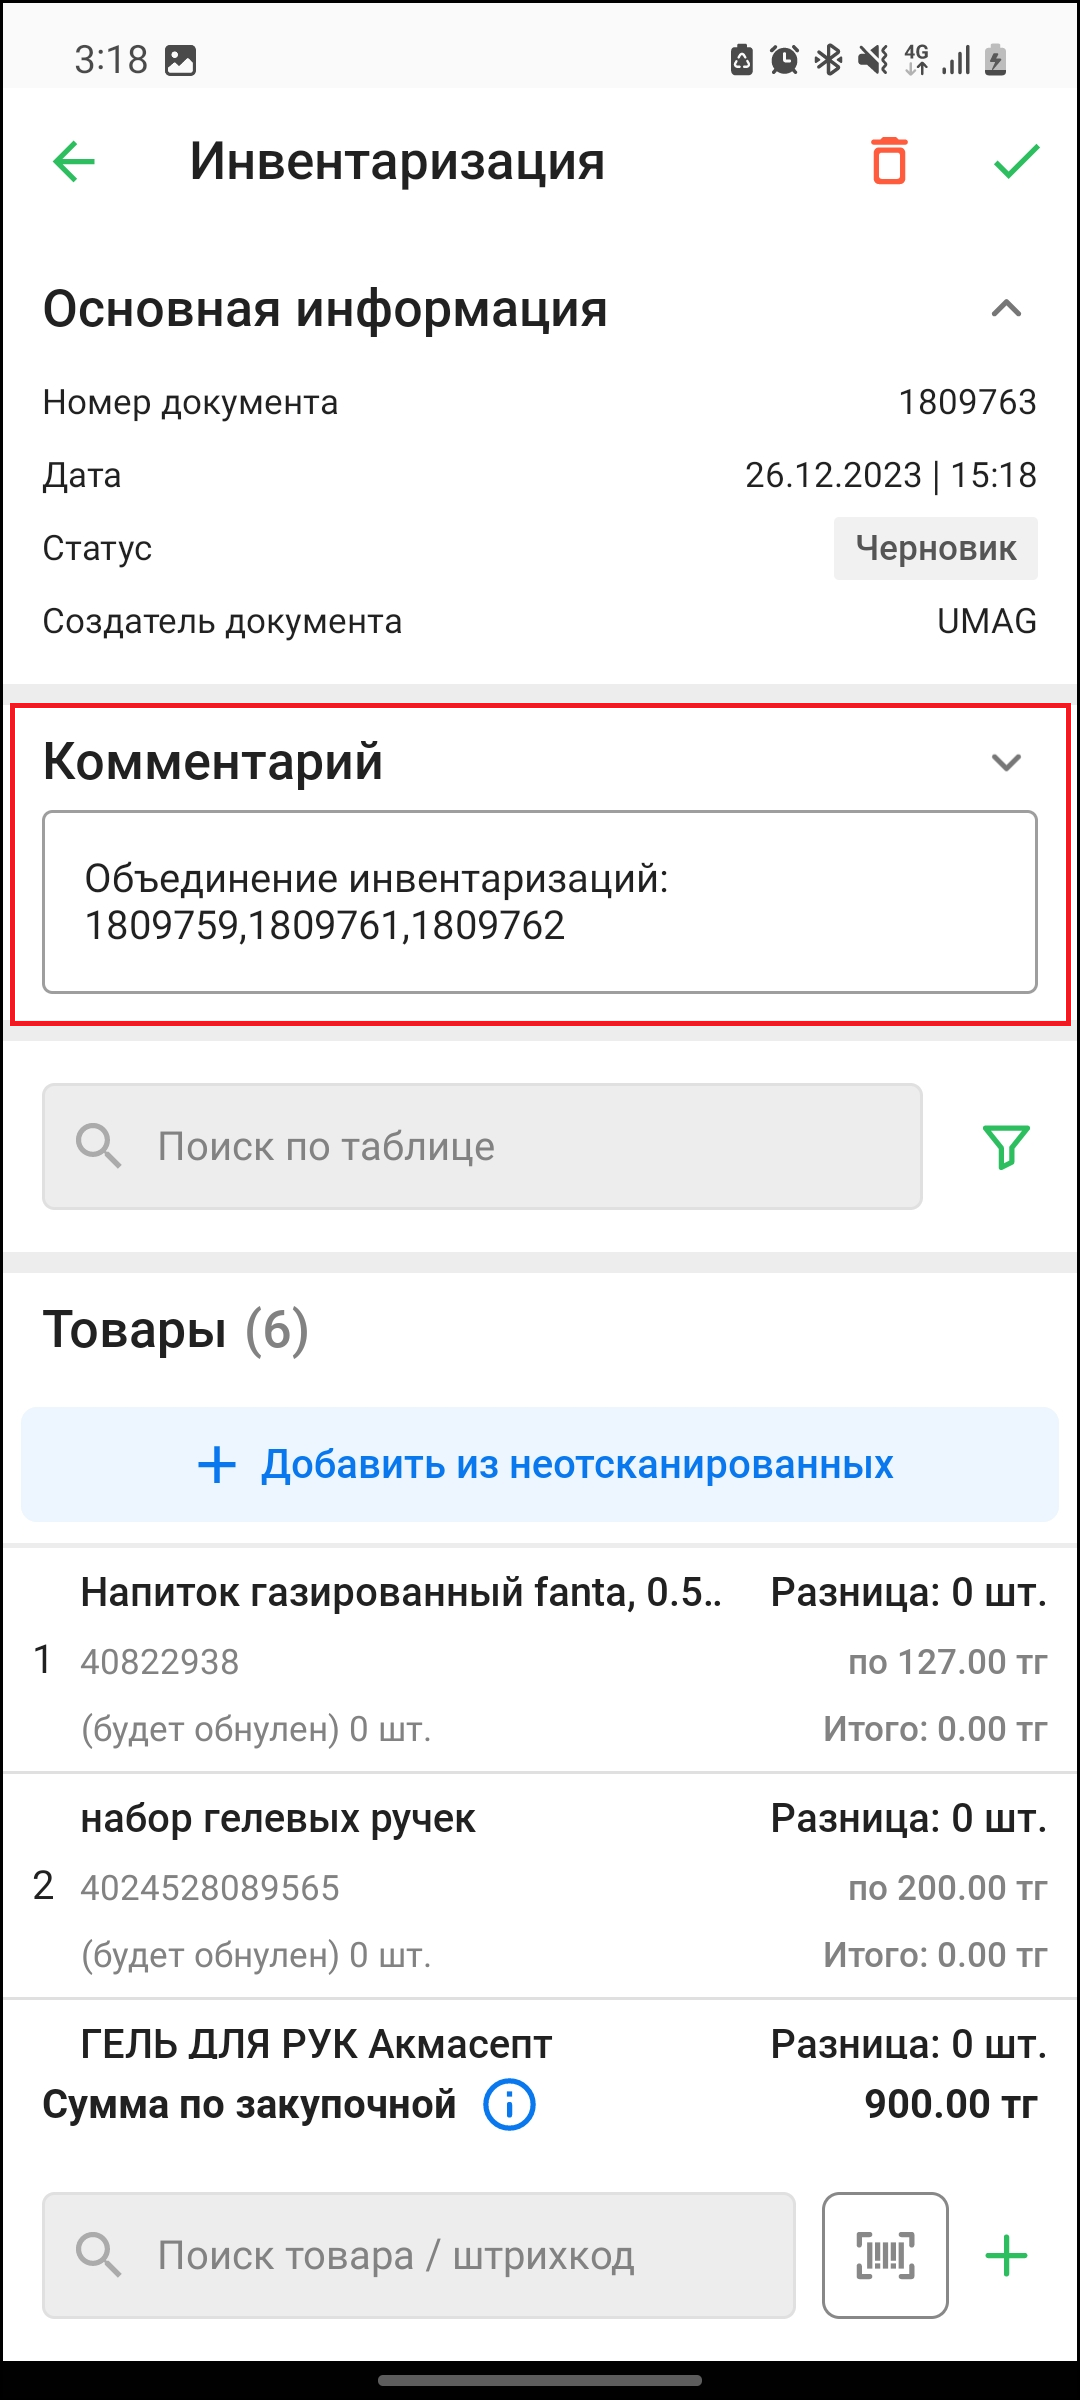 3:18
4G
Инвентаризация
Основная информация
Номер документа 1809763
Дата 26.12.2023 | 15:18
Статус Черновик
Создатель документа UMAG
Комментарий
Объединение инвентаризаций:
1809759,1809761,1809762
Поиск по таблице
Товары (6)
+ Добавить из неотсканированных
Напиток газированный fanta, 0.5.. Разница: 0 шт.
1 40822938 по 127.00 тг
(будет обнулен) 0 шт. Итого: 0.00 тг
набор гелевых ручек Разница: 0 шт.
2 4024528089565 по 200.00 тг
(будет обнулен) 0 шт. Итого: 0.00 тг
ГЕЛЬ ДЛЯ РУК Акмасепт Разница: 0 шт.
Сумма по закупочной 900.00 тг
Поиск товара / штрихкод